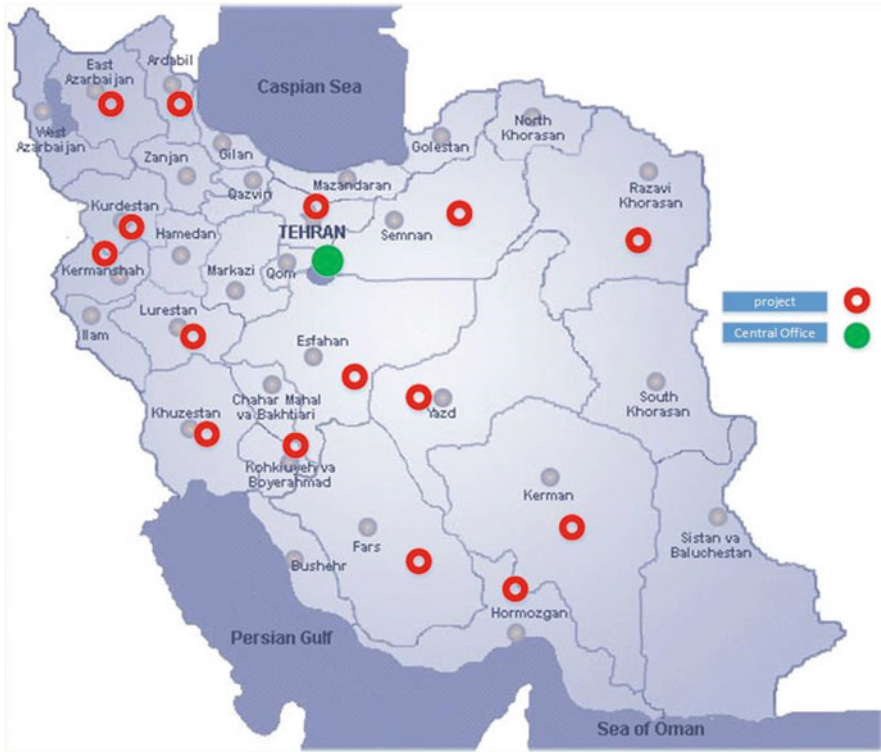 East
Azarbaijan
Ardabil
Caspian Sea
North
Khorasan
West
Azarbaijan
Gilan
Golestan
Zanjan
Qazvin
Mazandaran
Razavi
Khorasan
Kurdestan
Hamedan
TEHRAN
Semnan
Kermanshah
Markazi
Qom
project
Lurestan
Central Office
Ilam
Esfahan
Chahar Mahal
va Bakhtiari
Yazd
South
Khorasan
Khuzestan
Kohkiluyeh va
Boyerahmad
Kerman
Fars
Sistan va
Baluchestan
Bushehr
Hormozgan
Persian Gulf
Sea of Oman